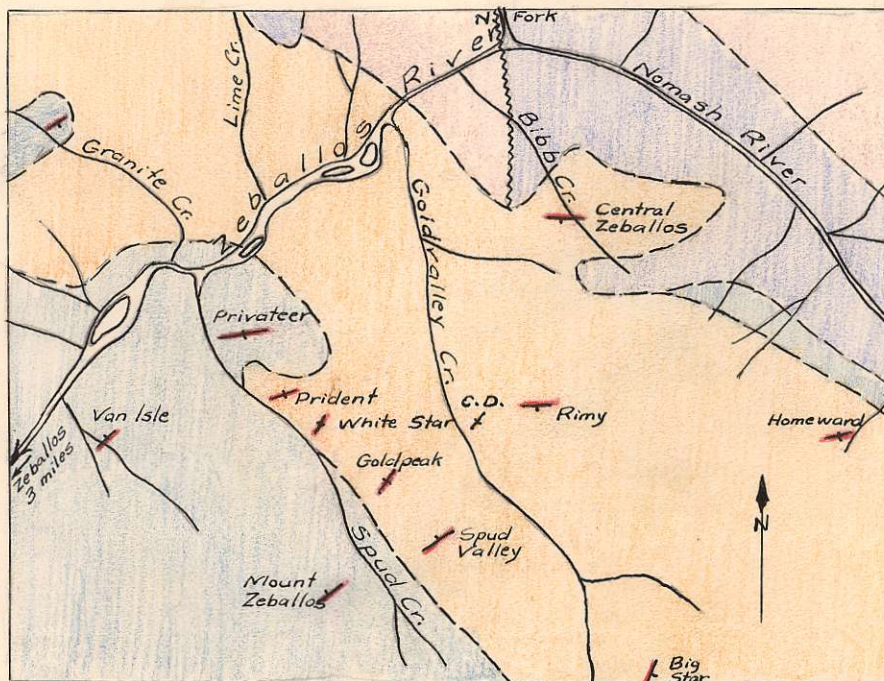 N. Fork
Zeballos River
Nomash River
Lime Cr.
Bibb Cr.
Granite Cr.
Goldvalley Cr.
Central
Zeballos
Privateer
Prident
White Star
C.D.
Rimy
Homeward
Van Isle
Goldpeak
Zeballos
3 miles
Spud
Valley
Spud Cr.
Mount
Zeballos
N
Big
Star